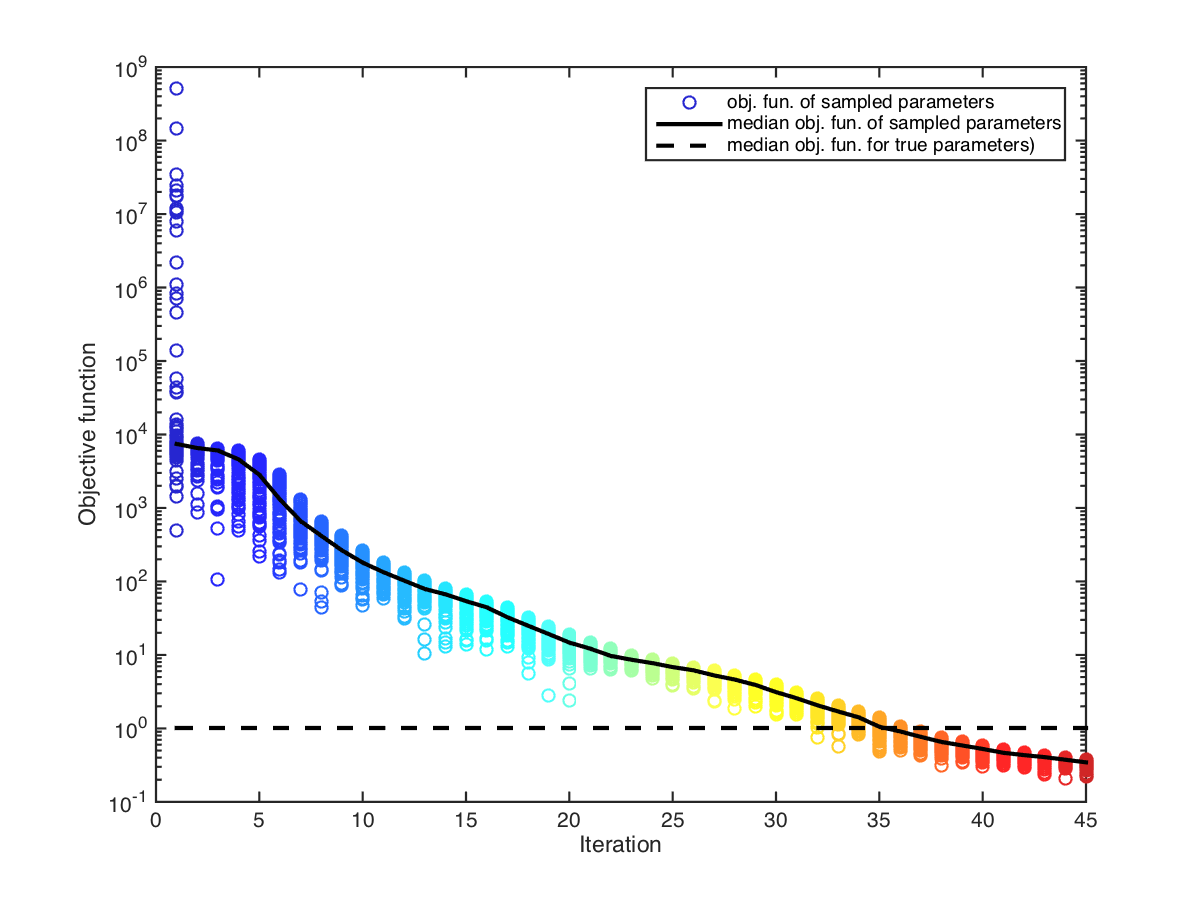 10^9
10^8
10^7
10^6
10^5
10^4
10^3
10^2
10^1
10^0
10^-1
Objective function
obj. fun. of sampled parameters
median obj. fun. of sampled parameters
median obj. fun. for true parameters)
0 5 10 15 20 25 30 35 40 45
Iteration